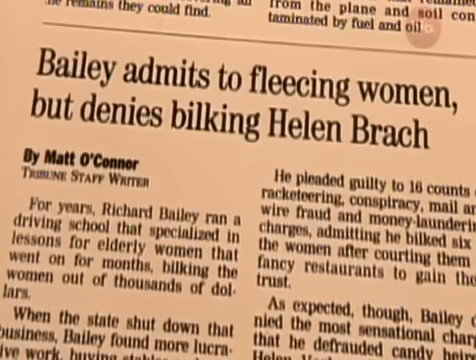 he remains they could find.
from the plane and soil con
taminated by fuel and oil
Bailey admits to fleecing women,
but denies bilking Helen Brach
By Matt O'Connor
TRIBUNE STAFF WRITER
For years, Richard Bailey ran a
driving school that specialized in
lessons for elderly women that
went on for months, bilking the
women out of thousands of dol-
lars.
When the state shut down that
business, Bailey found more lucra-
ive work, buying stables
He pleaded guilty to 16 counts
racketeering, conspiracy, mail an
wire fraud and money-launderin
charges, admitting he bilked six
the women after courting them
fancy restaurants to gain the
trust.
As expected, though, Bailey d
nied the most sensational char
that he defrauded candy h
Helen